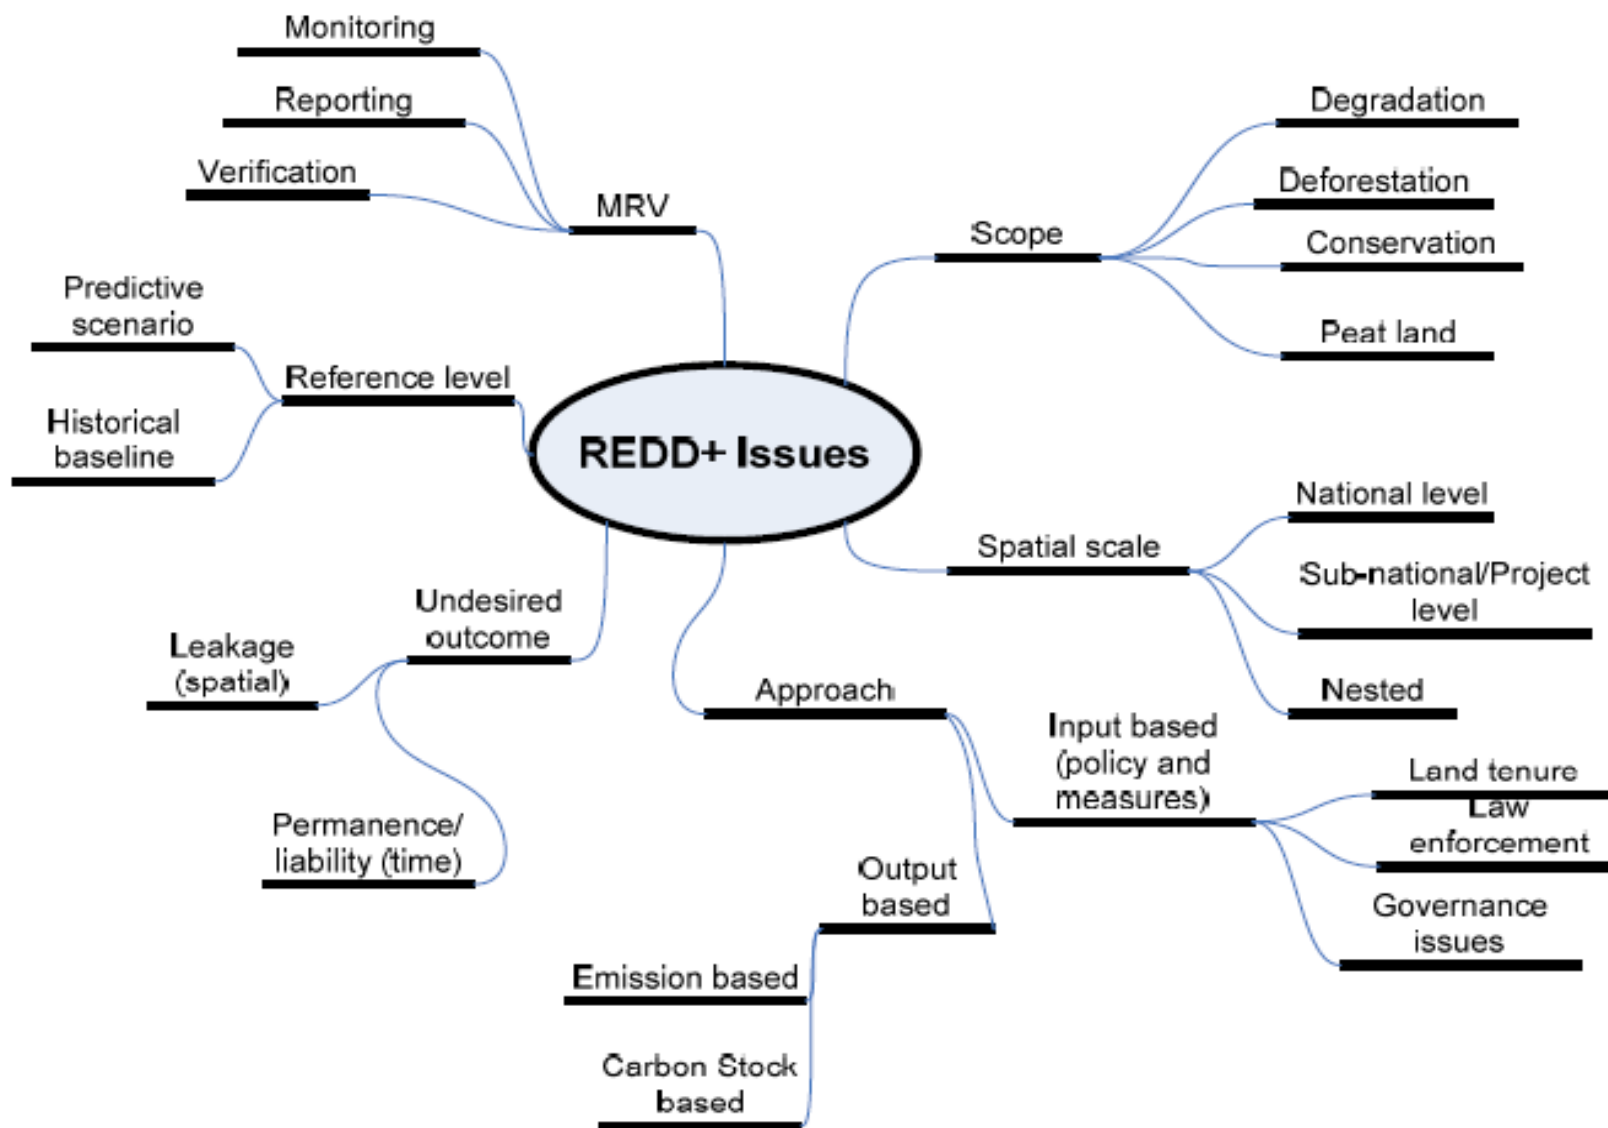 Monitoring
Reporting
Verification
MRV
Predictive
scenario
Reference level
Historical
baseline
REDD+ Issues
Scope
Degradation
Deforestation
Conservation
Peat land
Spatial scale
National level
Sub-national/Project
level
Nested
Undesired
outcome
Leakage
(spatial)
Permanence/
liability (time)
Approach
Input based
(policy and
measures)
Land tenure
Law
enforcement
Governance
issues
Output
based
Emission based
Carbon Stock
based